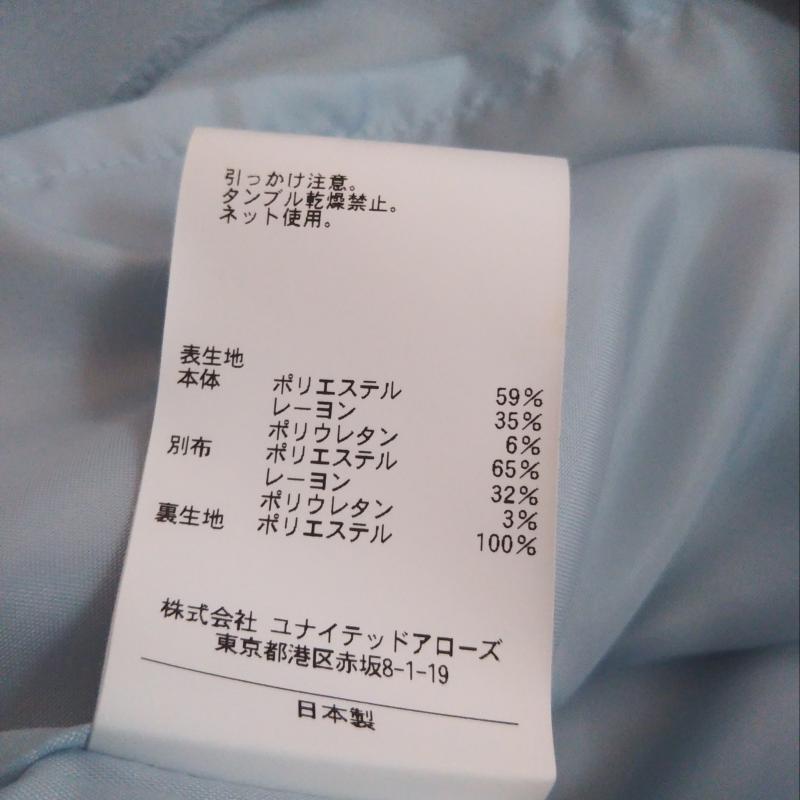 引っかけ注意。
タンブル乾燥禁止。
ネット使用。
表生地
本体 ポリエステル 59%
レーヨン 35%
ポリウレタン 6%
別布 ポリエステル 65%
レーヨン 32%
ポリウレタン 3%
裏生地 ポリエステル 100%
株式会社 ユナイテッドアローズ
東京都港区赤坂8-1-19
日本製